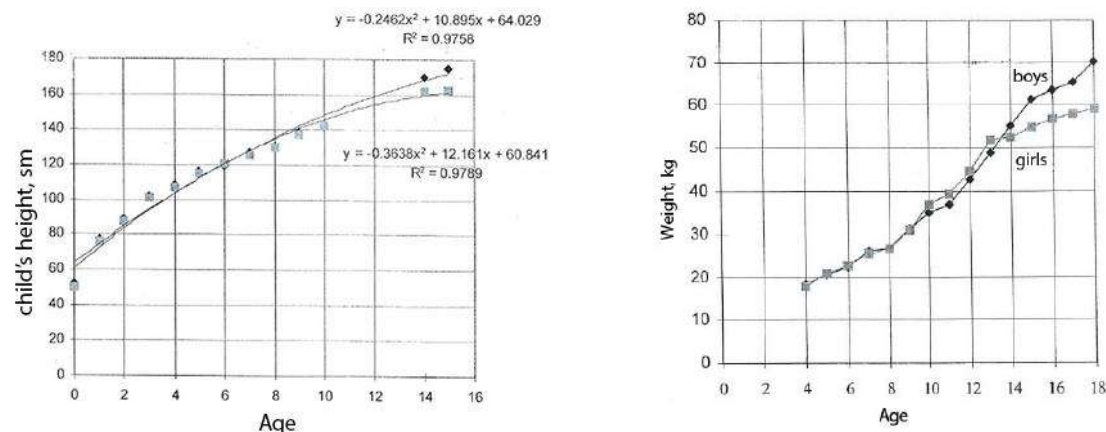 y = -0.2462x² + 10.895x + 64.029
R² = 0.9758
180
160
140
120
100
80
60
40
20
0
child's height, sm
y = -0.3638x² + 12.161x + 60.841
R² = 0.9789
0 2 4 6 8 10 12 14 16
Age
80
70
60
50
40
30
20
10
0
Weight, kg
boys
girls
0 2 4 6 8 10 12 14 16 18
Age